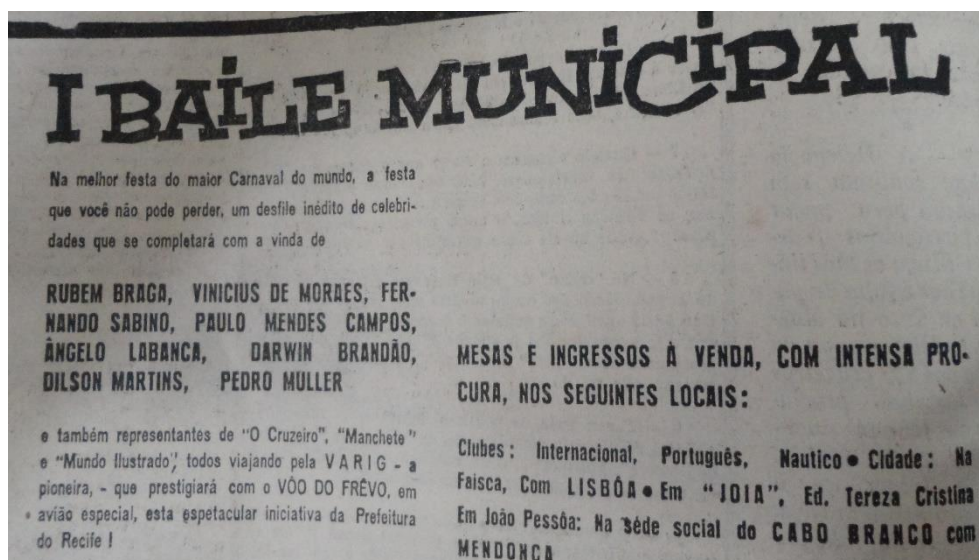 I BAILE MUNICIPAL
Na melhor festa do maior Carnaval do mundo, a festa
que você não pode perder, um desfile inédito de celebri-
dades que se completará com a vinda de
RUBEM BRAGA, VINICIUS DE MORAES, FER-
NANDO SABINO, PAULO MENDES CAMPOS,
ÂNGELO LABANCA, DARWIN BRANDÃO,
DILSON MARTINS, PEDRO MULLER
e também representantes de "O Cruzeiro", "Manchete"
e "Mundo Ilustrado", todos viajando pela VARIG - a
pioneira, - que prestigiará com o VÔO DO FRÊVO, em
avião especial, esta espetacular iniciativa da Prefeitura
do Recife !
MESAS E INGRESSOS À VENDA, COM INTENSA PRO-
CURA, NOS SEGUINTES LOCAIS:
Clubes: Internacional, Português, Nautico ● Cidade: Na
Faisca, Com LISBÔA ● Em "JOIA", Ed. Tereza Cristina
Em João Pessôa: Na séde social do CABO BRANCO com
MENDONÇA